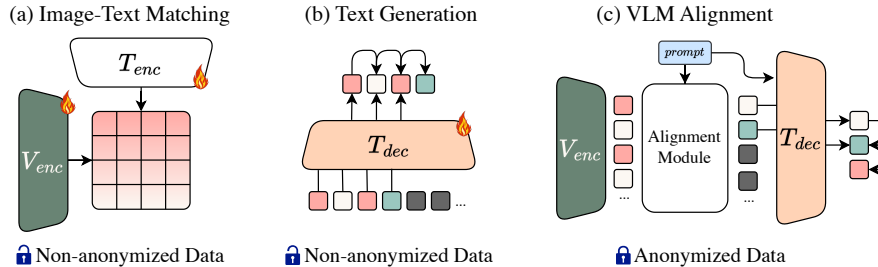 (a) Image-Text Matching
(b) Text Generation
(c) VLM Alignment
T_enc
V_enc
T_dec
...
prompt
V_enc
...
Alignment
Module
...
T_dec
Non-anonymized Data
Non-anonymized Data
Anonymized Data